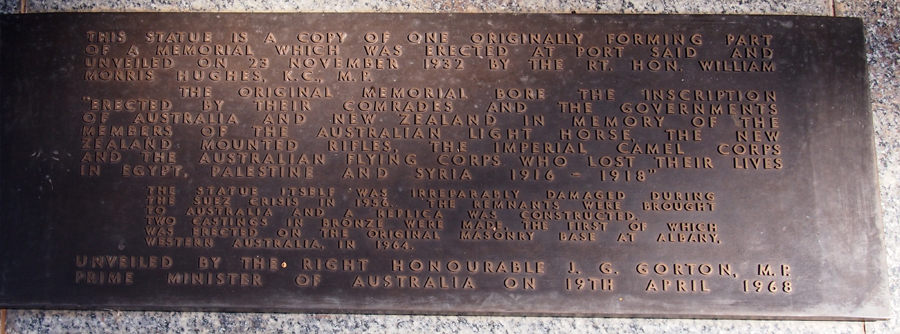 THIS STATUE IS A COPY OF ONE ORIGINALLY FORMING PART
OF A MEMORIAL WHICH WAS ERECTED AT PORT SAID AND
UNVEILED ON 23 NOVEMBER 1932 BY THE RT. HON. WILLIAM
MORRIS HUGHES, K.C., M.P.
THE ORIGINAL MEMORIAL BORE THE INSCRIPTION
"ERECTED BY THEIR COMRADES AND THE GOVERNMENTS
OF AUSTRALIA AND NEW ZEALAND IN MEMORY OF THE
MEMBERS OF THE AUSTRALIAN LIGHT HORSE, THE NEW
ZEALAND MOUNTED RIFLES, THE IMPERIAL CAMEL CORPS
AND THE AUSTRALIAN FLYING CORPS WHO LOST THEIR LIVES
IN EGYPT, PALESTINE AND SYRIA 1916 - 1918"
THE STATUE ITSELF WAS IRREPARABLY DAMAGED DURING
THE SUEZ CRISIS IN 1956. THE REMNANTS WERE BROUGHT
TO AUSTRALIA AND A REPLICA WAS CONSTRUCTED.
TWO CASTINGS IN BRONZE WERE MADE, THE FIRST OF WHICH
WAS ERECTED ON THE ORIGINAL MASONRY BASE AT ALBANY,
WESTERN AUSTRALIA, IN 1964.
UNVEILED BY THE RIGHT HONOURABLE J. G. GORTON, M.P.
PRIME MINISTER OF AUSTRALIA ON 19TH APRIL 1968